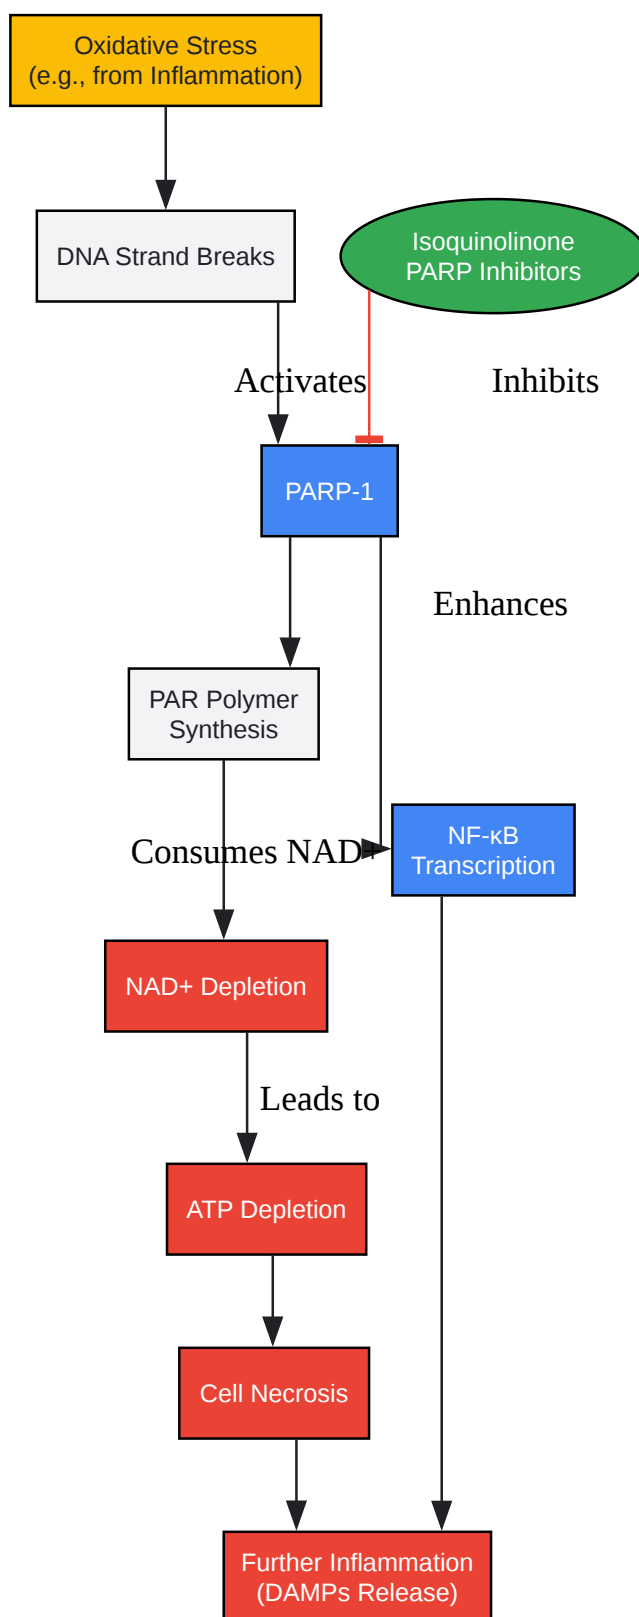 Oxidative Stress
(e.g., from Inflammation)
DNA Strand Breaks
Isoquinolinone
PARP Inhibitors
Activates
Inhibits
PARP-1
Enhances
PAR Polymer
Synthesis
NF-κB
Transcription
Consumes NAD+
NAD+ Depletion
Leads to
ATP Depletion
Cell Necrosis
Further Inflammation
(DAMPs Release)